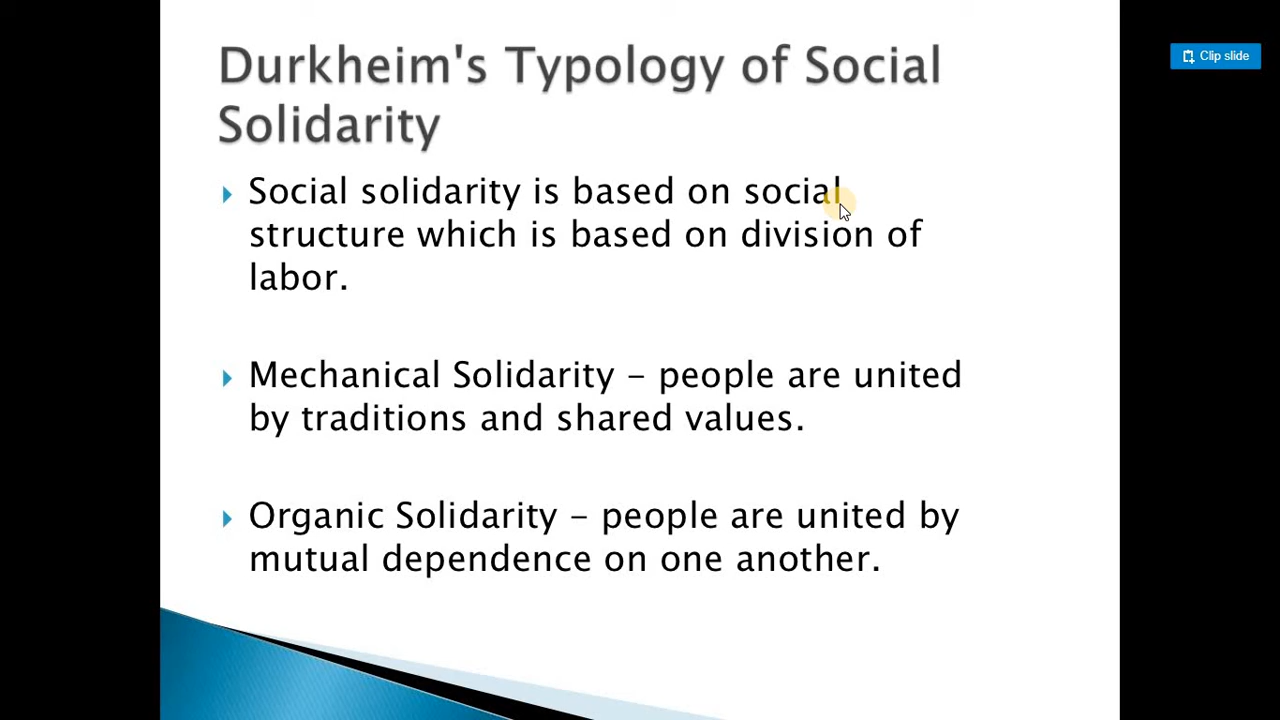 Durkheim's Typology of Social
Solidarity
Clip slide
Social solidarity is based on social
structure which is based on division of
labor.
Mechanical Solidarity – people are united
by traditions and shared values.
Organic Solidarity – people are united by
mutual dependence on one another.